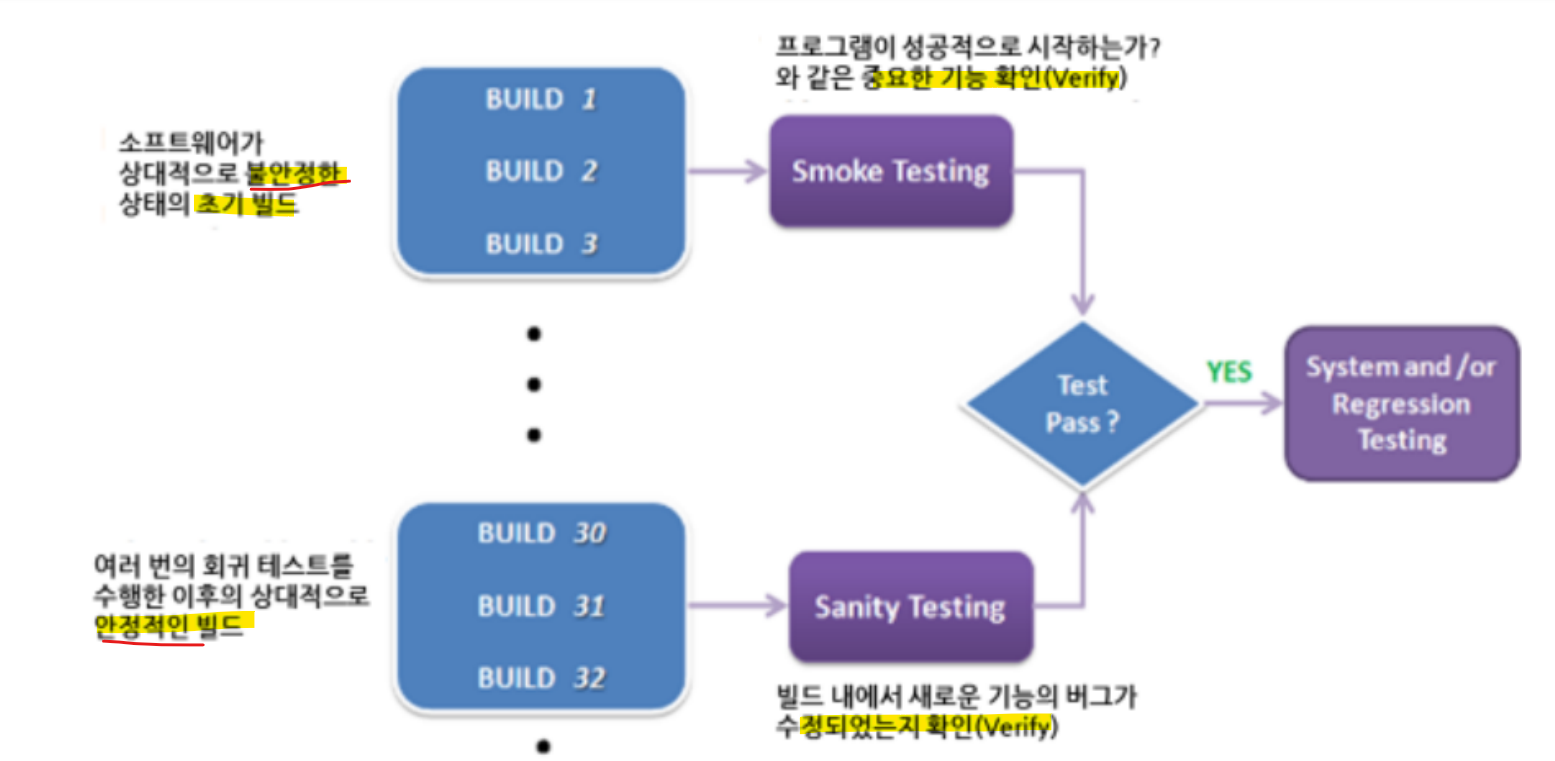 프로그램이 성공적으로 시작하는가?
와 같은 중요한 기능 확인(Verify)
소프트웨어가
상대적으로 불안정한
상태의 초기 빌드
BUILD 1
BUILD 2
BUILD 3
Smoke Testing
Test
Pass ?
YES
System and /or
Regression
Testing
여러 번의 회귀 테스트를
수행한 이후의 상대적으로
안정적인 빌드
BUILD 30
BUILD 31
BUILD 32
Sanity Testing
빌드 내에서 새로운 기능의 버그가
수정되었는지 확인(Verify)